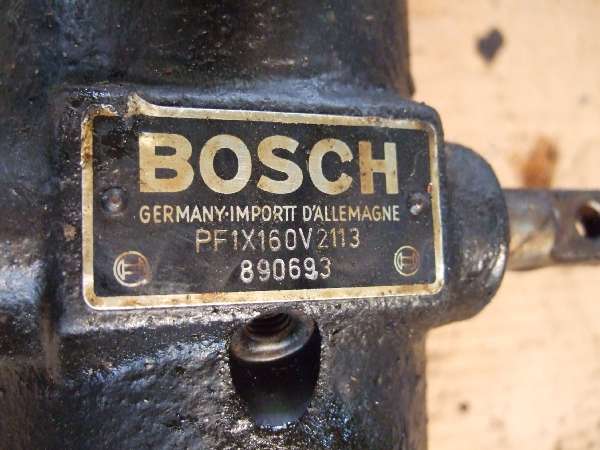 BOSCH
GERMANY·IMPORTT D'ALLEMAGNE
PF1X160V2113
890693